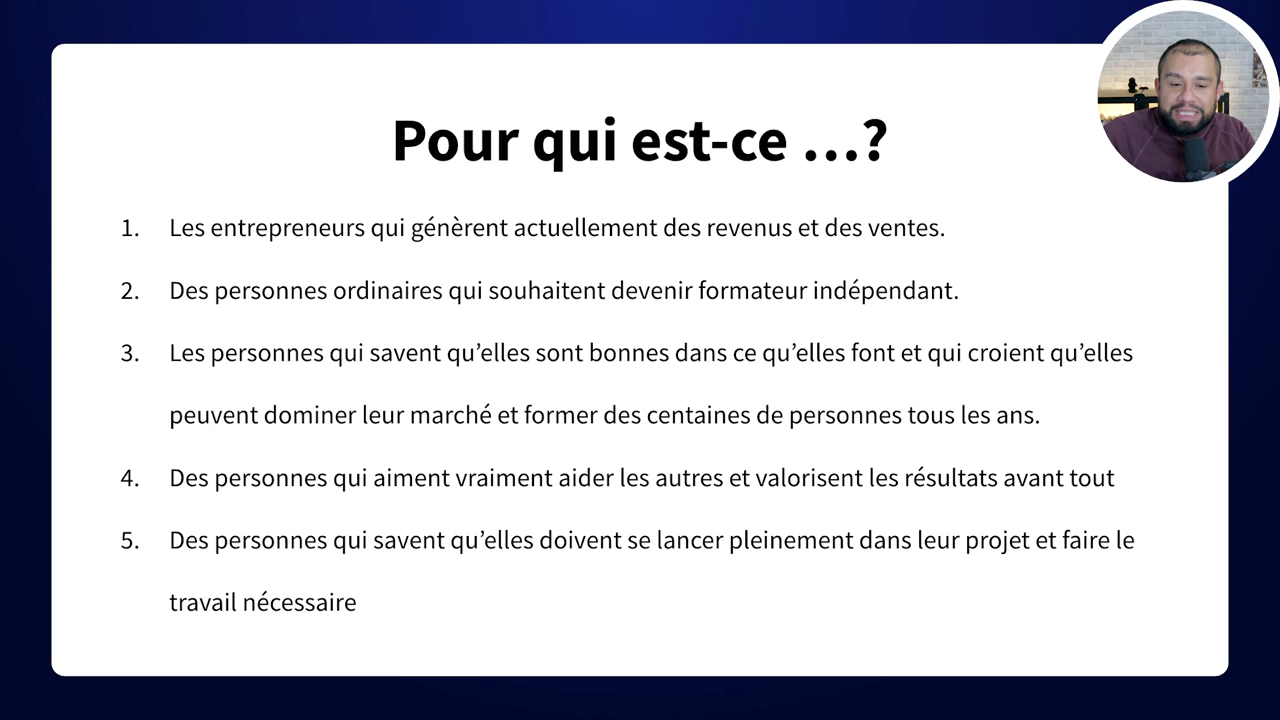 Pour qui est-ce …?
1. Les entrepreneurs qui génèrent actuellement des revenus et des ventes.
2. Des personnes ordinaires qui souhaitent devenir formateur indépendant.
3. Les personnes qui savent qu’elles sont bonnes dans ce qu’elles font et qui croient qu’elles
peuvent dominer leur marché et former des centaines de personnes tous les ans.
4. Des personnes qui aiment vraiment aider les autres et valorisent les résultats avant tout
5. Des personnes qui savent qu’elles doivent se lancer pleinement dans leur projet et faire le
travail nécessaire